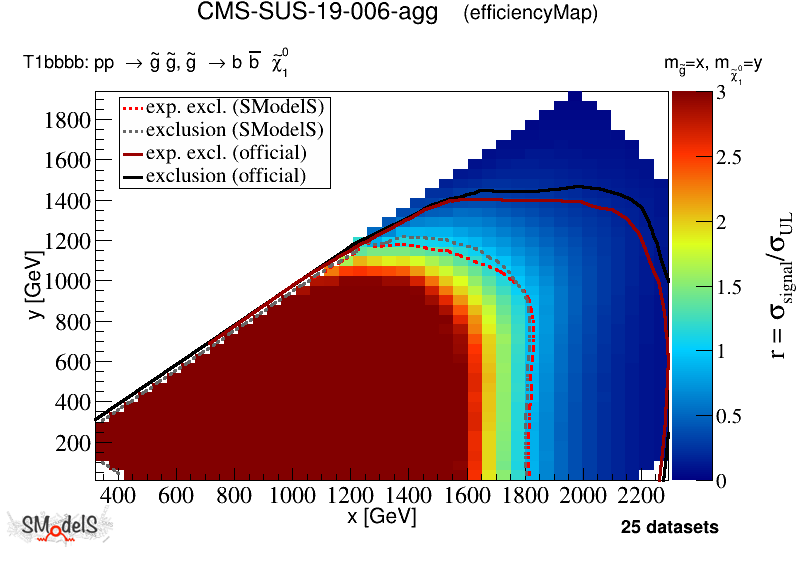 CMS-SUS-19-006-agg (efficiencyMap)
T1bbbb: pp → g̃ g̃, g̃ → b b̅ χ̃₁⁰
m_g̃=x, m_χ̃₁⁰=y
exp. excl. (SModelS)
exclusion (SModelS)
exp. excl. (official)
exclusion (official)
1800
1600
1400
1200
1000
800
600
400
200
y [GeV]
400 600 800 1000 1200 1400 1600 1800 2000 2200
x [GeV]
3
2.5
2
1.5
1
0.5
0
r = σ_signal/σ_UL
SModelS
25 datasets